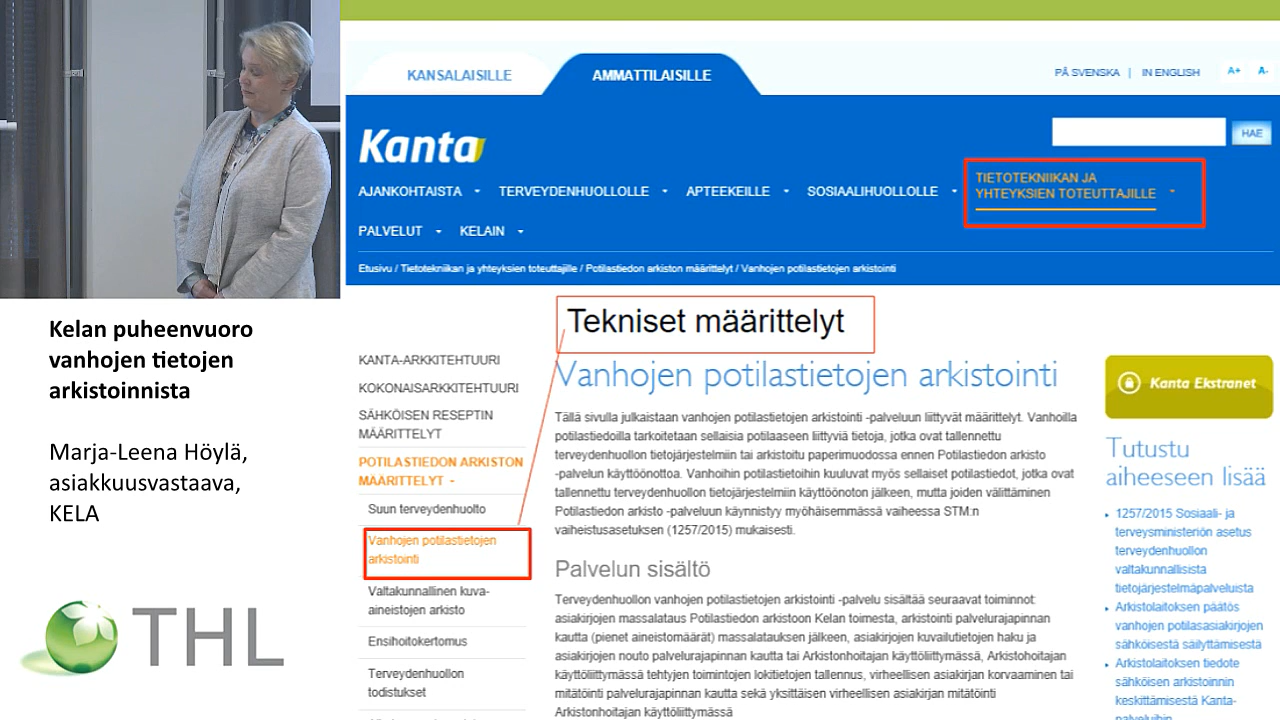 KANSALAISILLE
AMMATTILAISILLE
PÅ SVENSKA | IN ENGLISH
A+ A-
Kanta
HAE
AJANKOHTAISTA
TERVEYDENHUOLLOLLE
APTEEKEILLE
SOSIAALIHUOLLOLLE
TIETOTEKNIIKAN JA
YHTEYKSIEN TOTEUTTAJILLE
PALVELUT
KELAIN
Etusivu / Tietotekniikan ja yhteyksien toteuttajille / Potilastiedon arkiston määrittelyt / Vanhojen potilastietojen arkistointi
Kelan puheenvuoro
vanhojen tietojen
arkistoinnista
Marja-Leena Höylä,
asiakkuusvastaava,
KELA
THL
KANTA-ARKKITEHTUURI
KOKONAISARKKITEHTUURI
SÄHKÖISEN RESEPTIN
MÄÄRITTELYT
POTILASTIEDON ARKISTON
MÄÄRITTELYT -
Suun terveydenhuolto
Vanhojen potilastietojen
arkistointi
Valtakunnallinen kuva-
aineistojen arkisto
Ensihoitokertomus
Terveydenhuollon
todistukset
Tekniset määrittelyt
Vanhojen potilastietojen arkistointi
Tällä sivulla julkaistaan vanhojen potilastietojen arkistointi -palveluun liittyvät määrittelyt. Vanhoilla
potilastiedoilla tarkoitetaan sellaisia potilaaseen liittyviä tietoja, jotka ovat tallennettu
terveydenhuollon tietojärjestelmiin tai arkistoitu paperimuodossa ennen Potilastiedon arkisto
-palvelun käyttöönottoa. Vanhoihin potilastietoihin kuuluvat myös sellaiset potilastiedot, jotka ovat
tallennettu terveydenhuollon tietojärjestelmiin käyttöönoton jälkeen, mutta joiden välittäminen
Potilastiedon arkisto -palveluun käynnistyy myöhäisemmässä vaiheessa STM:n
vaiheistusasetuksen (1257/2015) mukaisesti.
Palvelun sisältö
Terveydenhuollon vanhojen potilastietojen arkistointi -palvelu sisältää seuraavat toiminnot:
asiakirjojen massalataus Potilastiedon arkistoon Kelan toimesta, arkistointi palvelurajapinnan
kautta (pienet aineistomäärät) massalatauksen jälkeen, asiakirjojen kuvailutietojen haku ja
asiakirjojen nouto palvelurajapinnan kautta tai Arkistonhoitajan käyttöliittymässä, Arkistohoitajan
käyttöliittymässä tehtyjen toimintojen lokitietojen tallennus, virheellisen asiakirjan korvaaminen tai
mitätöinti palvelurajapinnan kautta sekä yksittäisen virheellisen asiakirjan mitätöinti
Arkistonhoitajan käyttöliittymässä
Kanta Ekstranet
Tutustu
aiheeseen lisää
1257/2015 Sosiaali- ja
terveysministeriön asetus
terveydenhuollon
valtakunnallisista
tietojärjestelmäpalveluista
Arkistolaitoksen päätös
vanhojen potilasasiakirjojen
sähköisestä säilyttämisestä
Arkistolaitoksen tiedote
sähköisen arkistoinnin
keskittämisestä Kanta-
palveluihin